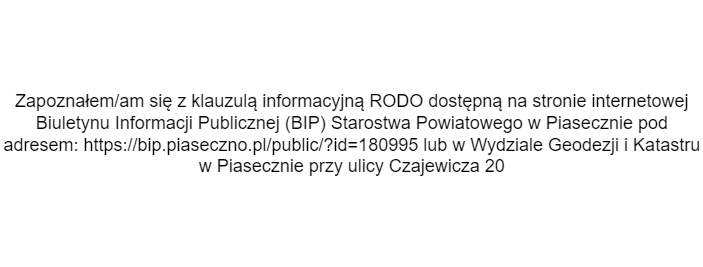 Zapoznałem/am się z klauzulą informacyjną RODO dostępną na stronie internetowej
Biuletynu Informacji Publicznej (BIP) Starostwa Powiatowego w Piasecznie pod
adresem: https://bip.piaseczno.pl/public/?id=180995 lub w Wydziale Geodezji i Katastru
w Piasecznie przy ulicy Czajewicza 20